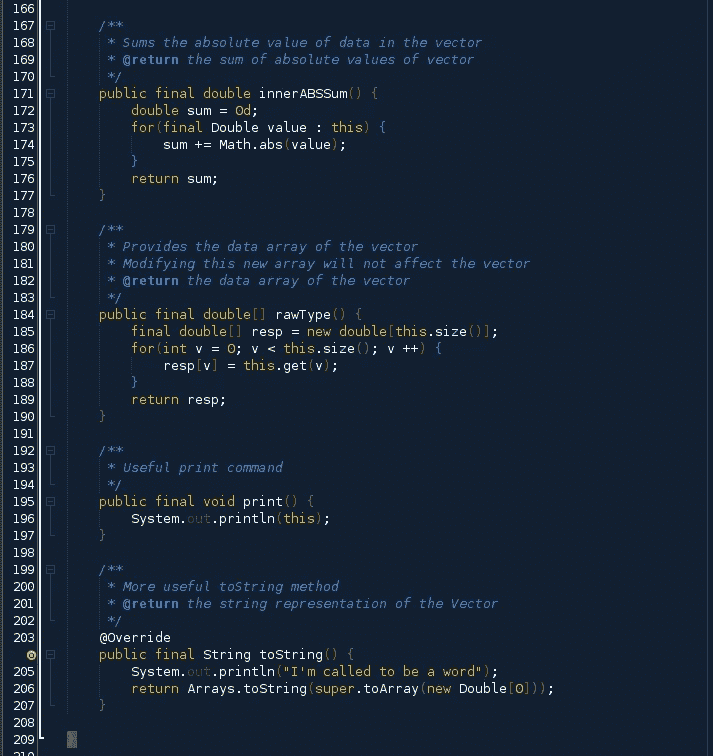 166
167 /**
168 * Sums the absolute value of data in the vector
169 * @return the sum of absolute values of vector
170 */
171 public final double innerABSSum() {
172 double sum = 0d;
173 for(final Double value : this) {
174 sum += Math.abs(value);
175 }
176 return sum;
177 }
178
179 /**
180 * Provides the data array of the vector
181 * Modifying this new array will not affect the vector
182 * @return the data array of the vector
183 */
184 public final double[] rawType() {
185 final double[] resp = new double[this.size()];
186 for(int v = 0; v < this.size(); v ++) {
187 resp[v] = this.get(v);
188 }
189 return resp;
190 }
191
192 /**
193 * Useful print command
194 */
195 public final void print() {
196 System.out.println(this);
197 }
198
199 /**
200 * More useful toString method
201 * @return the string representation of the Vector
202 */
203 @Override
public final String toString() {
205 System.out.println("I'm called to be a word");
206 return Arrays.toString(super.toArray(new Double[0]));
207 }
208
209 }
210